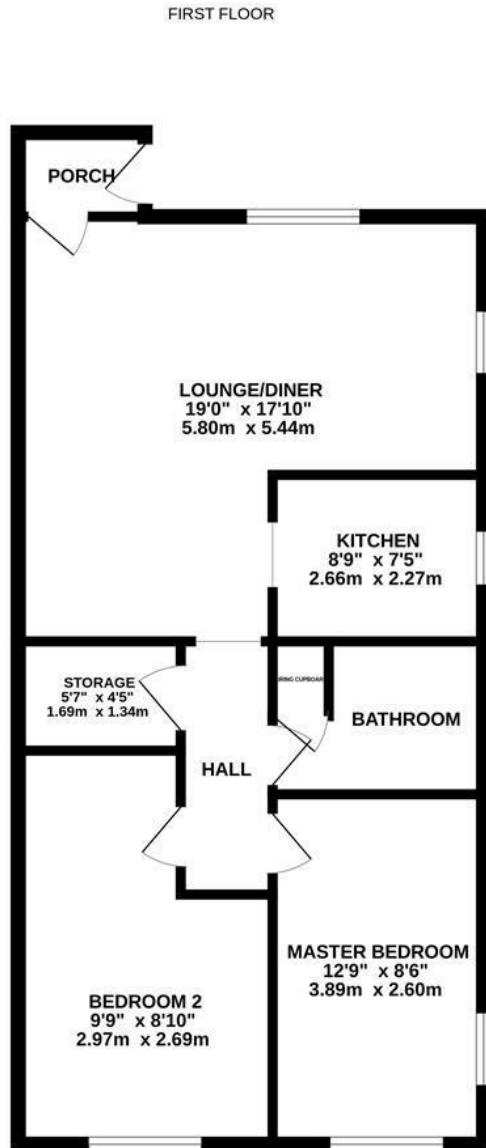 FIRST FLOOR
PORCH
LOUNGE/DINER
19'0" x 17'10"
5.80m x 5.44m
KITCHEN
8'9" x 7'5"
2.66m x 2.27m
STORAGE
5'7" x 4'5"
1.69m x 1.34m
IRING CUPBOAR
BATHROOM
HALL
MASTER BEDROOM
12'9" x 8'6"
3.89m x 2.60m
BEDROOM 2
9'9" x 8'10"
2.97m x 2.69m